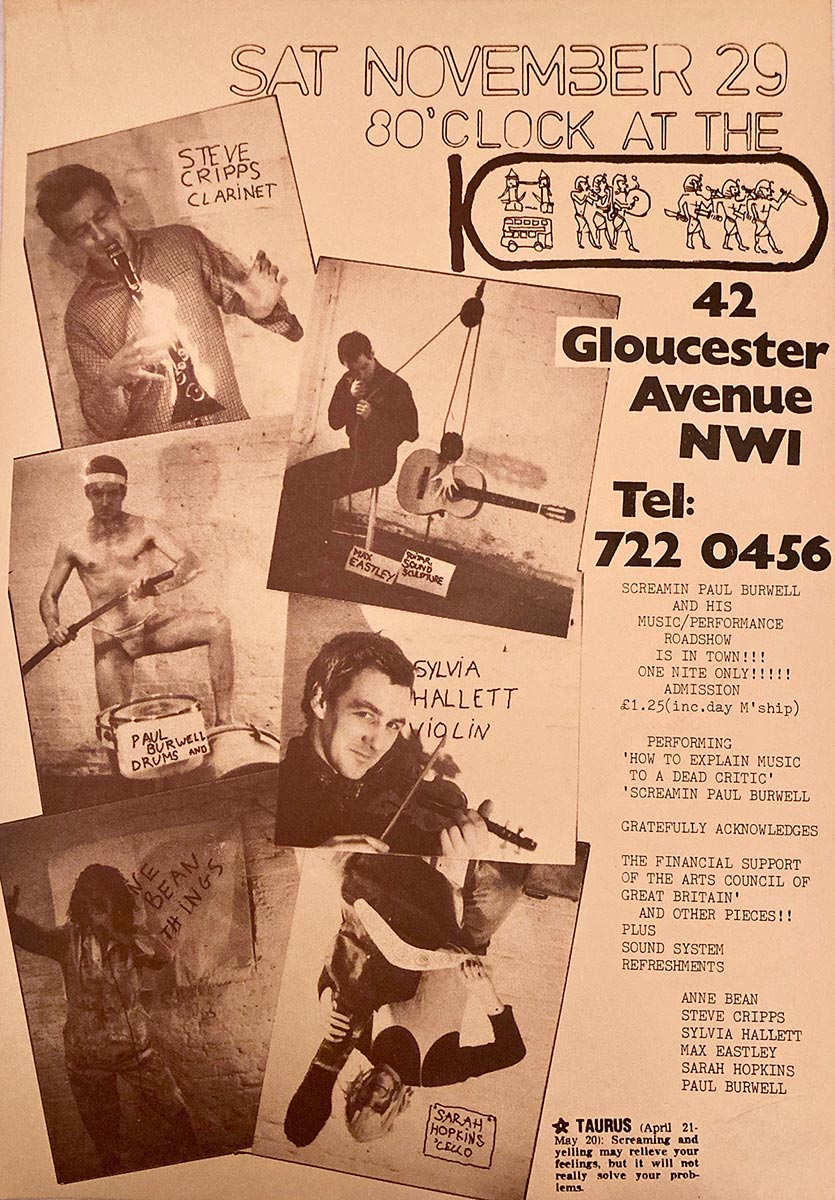 SAT NOVEMBER 29
8O'CLOCK AT THE
STEVE
CRIPPS
CLARINET
42
Gloucester
Avenue
NW1
Tel:
722 0456
MAX
EASTLEY
GUITAR,
SOUND
SCULPTURE
PAUL
BURWELL
DRUMS AND
SYLVIA
HALLETT
VIOLIN
BEAN
THINGS
'SARAH
HOPKINS
'CELLO
SCREAMIN PAUL BURWELL
AND HIS
MUSIC/PERFORMANCE
ROADSHOW
IS IN TOWN!!!
ONE NITE ONLY!!!!!
ADMISSION
£1.25(inc.day M'ship)
PERFORMING
'HOW TO EXPLAIN MUSIC
TO A DEAD CRITIC'
'SCREAMIN PAUL BURWELL
GRATEFULLY ACKNOWLEDGES
THE FINANCIAL SUPPORT
OF THE ARTS COUNCIL OF
GREAT BRITAIN'
AND OTHER PIECES!!
PLUS
SOUND SYSTEM
REFRESHMENTS
ANNE BEAN
STEVE CRIPPS
SYLVIA HALLETT
MAX EASTLEY
SARAH HOPKINS
PAUL BURWELL
TAURUS (April 21-
May 20): Screaming and
yelling may relieve your
feelings, but it will not
really solve your prob-
lems.